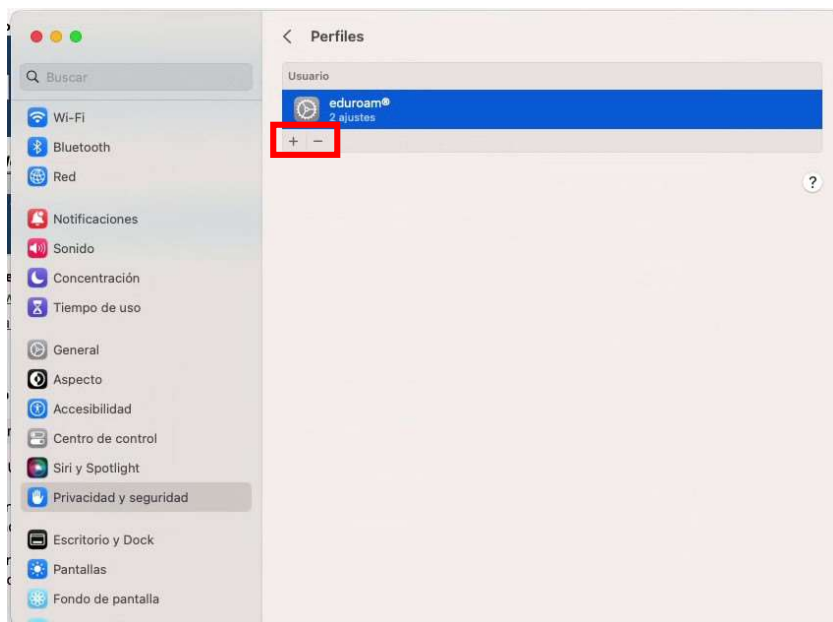 Perfiles
Buscar
Usuario
eduroam®
2 ajustes
+ −
?
Wi-Fi
Bluetooth
Red
Notificaciones
Sonido
Concentración
Tiempo de uso
General
Aspecto
Accesibilidad
Centro de control
Siri y Spotlight
Privacidad y seguridad
Escritorio y Dock
Pantallas
Fondo de pantalla